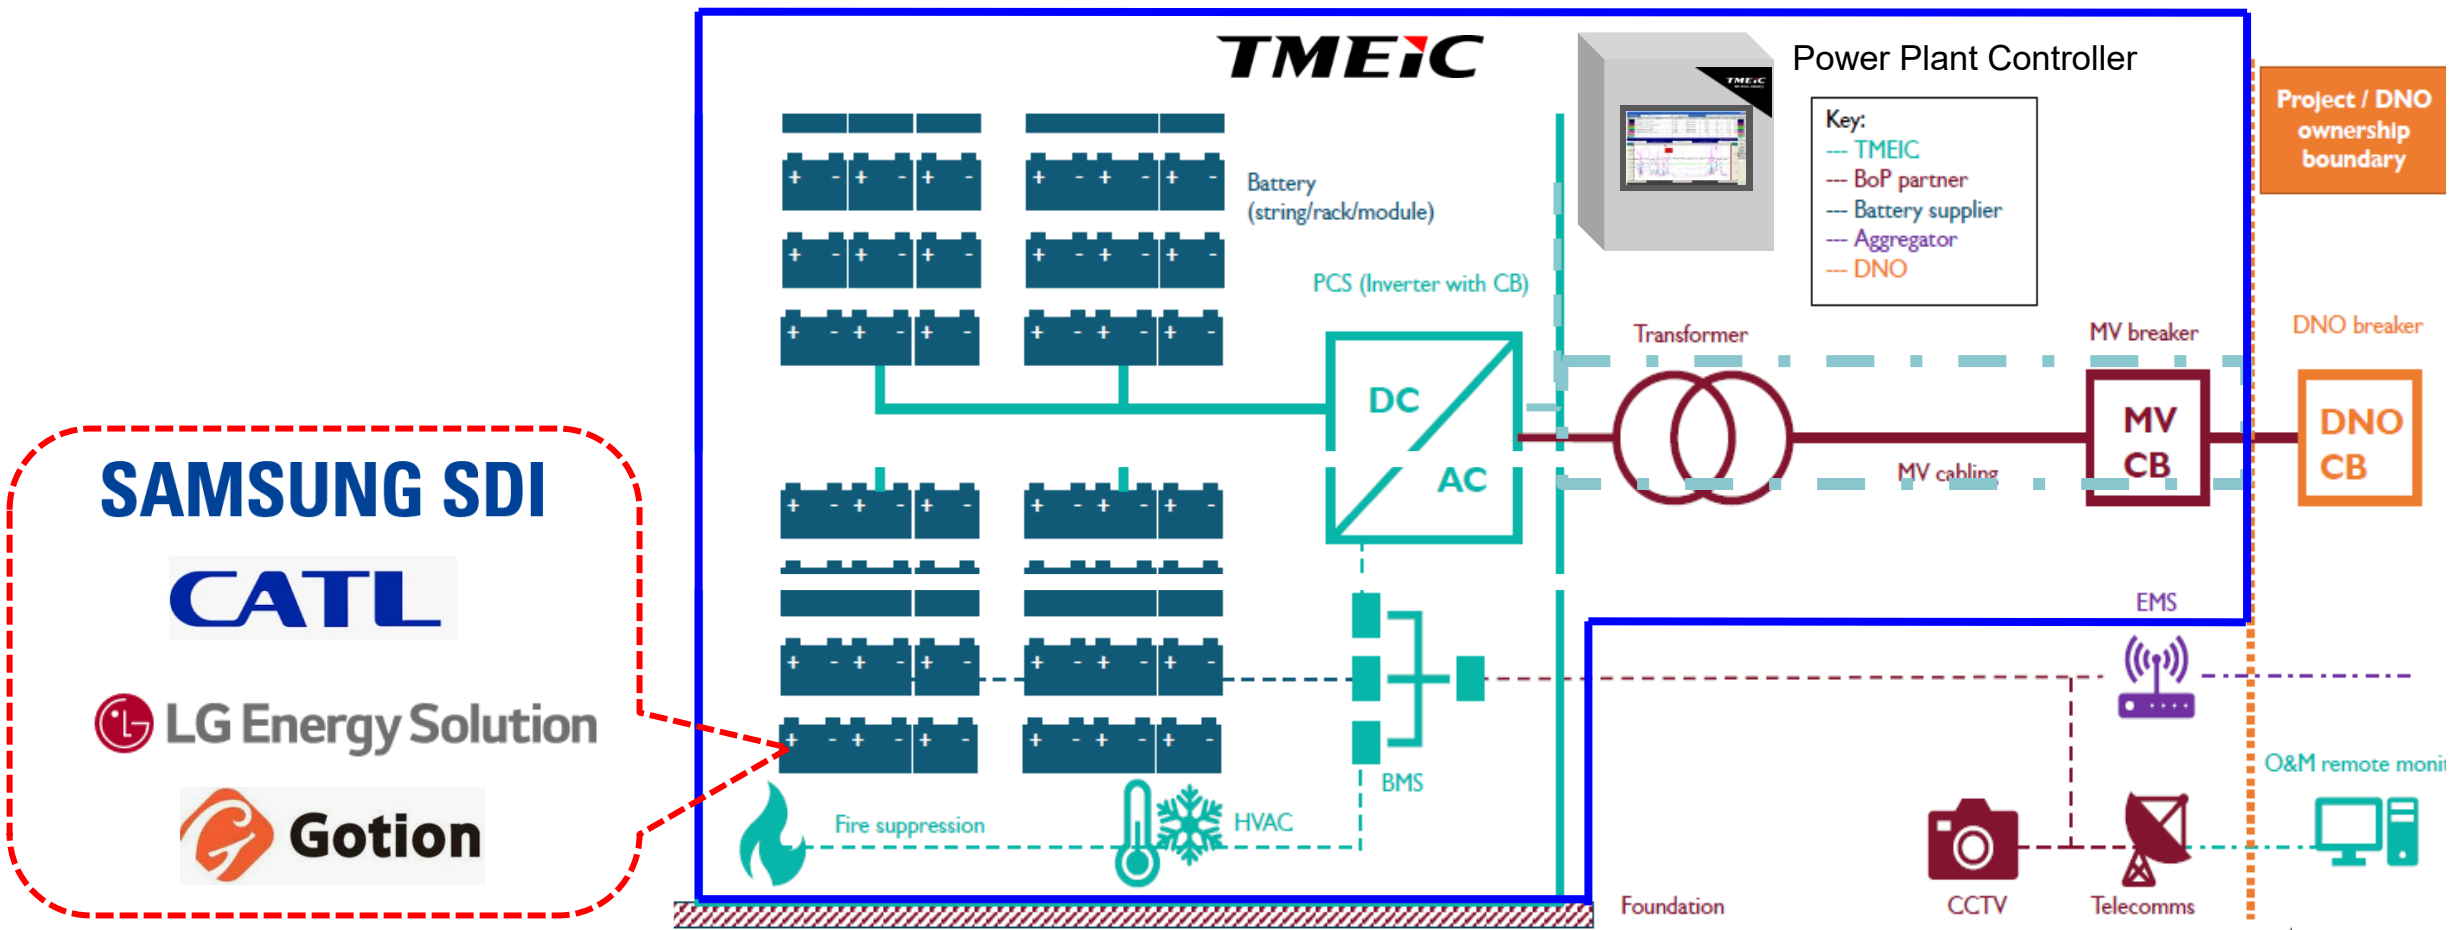 TMEIC
Power Plant Controller
TMEIC
Key:
--- TMEIC
--- BoP partner
--- Battery supplier
--- Aggregator
--- DNO
Project / DNO
ownership
boundary
Battery
(string/rack/module)
PCS (Inverter with CB)
Transformer
MV breaker
DNO breaker
DC
AC
MV
CB
DNO
CB
MV cabling
SAMSUNG SDI
CATL
LG Energy Solution
Gotion
EMS
BMS
O&M remote monit
Fire suppression
HVAC
Foundation
CCTV
Telecomms